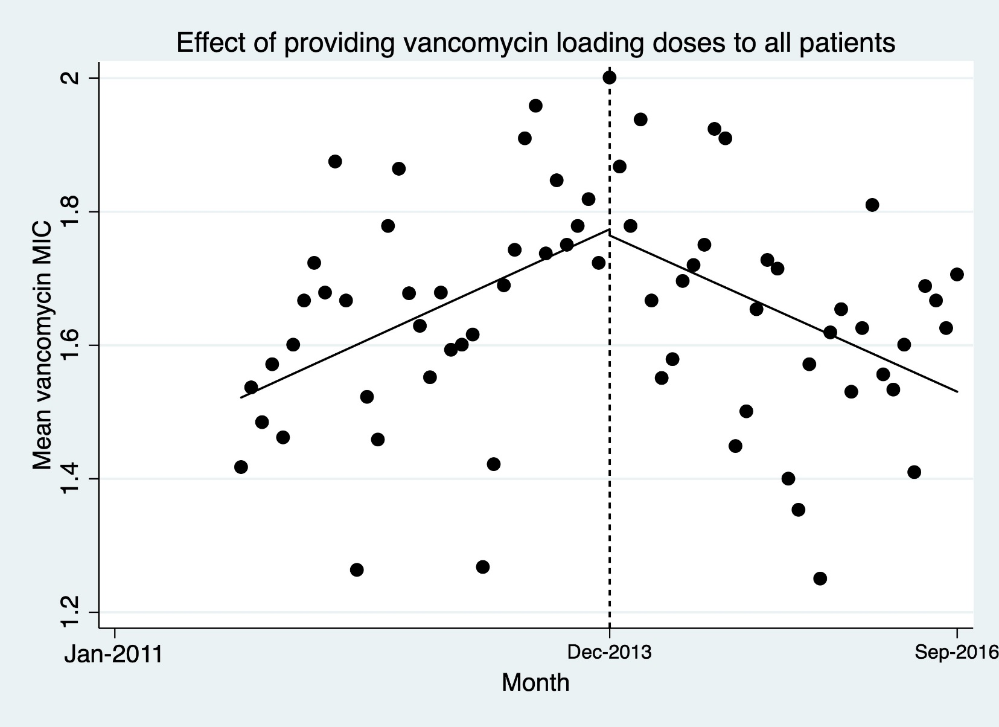 Effect of providing vancomycin loading doses to all patients
Mean vancomycin MIC
2
1.8
1.6
1.4
1.2
Jan-2011
Dec-2013
Sep-2016
Month